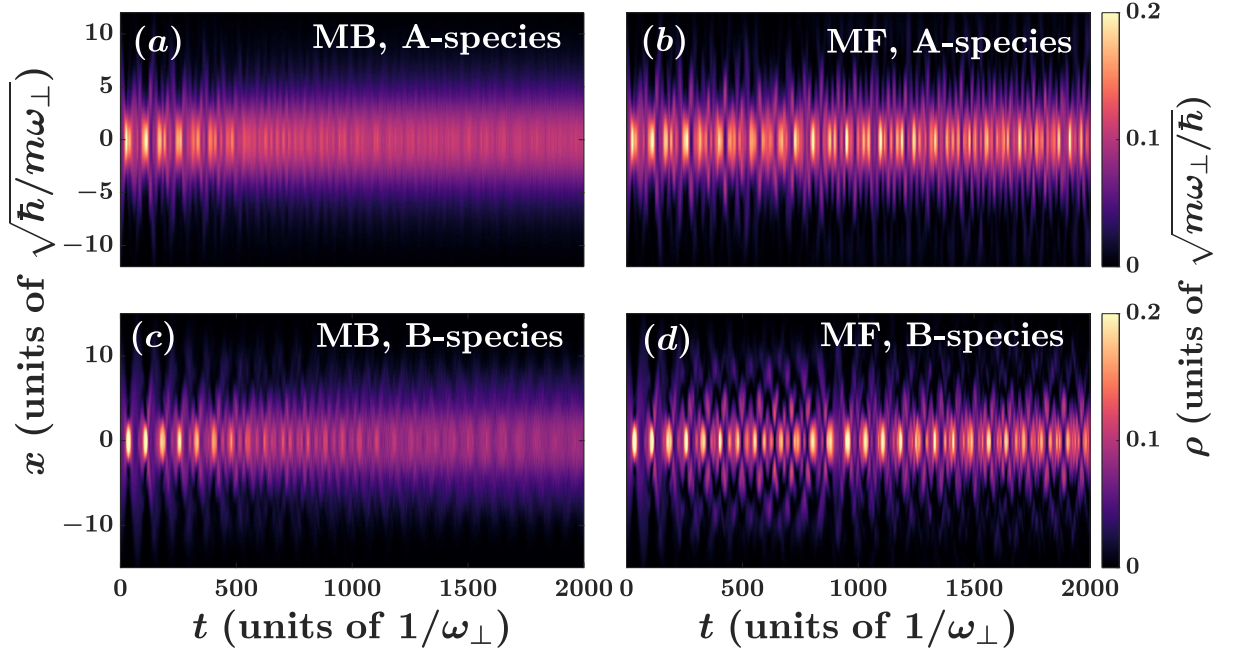 (a) MB, A-species
10
5
0
−5
−10
(b) MF, A-species
0.2
0.1
0
(c) MB, B-species
10
0
−10
0 500 1000 1500 2000
(d) MF, B-species
0.2
0.1
0
0 500 1000 1500 2000
x (units of √ħ/mω⊥)
t (units of 1/ω⊥)
t (units of 1/ω⊥)
ρ (units of √mω⊥/ħ)